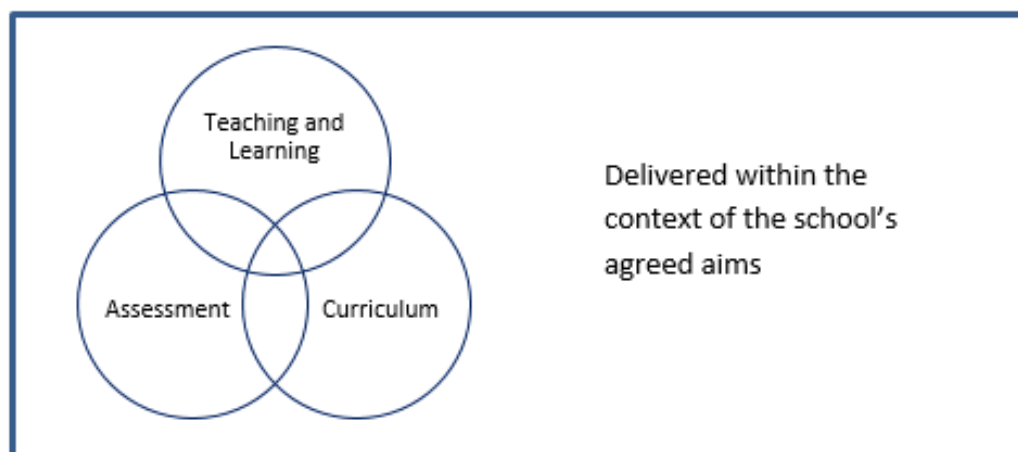 Teaching and
Learning
Assessment
Curriculum
Delivered within the
context of the school’s
agreed aims